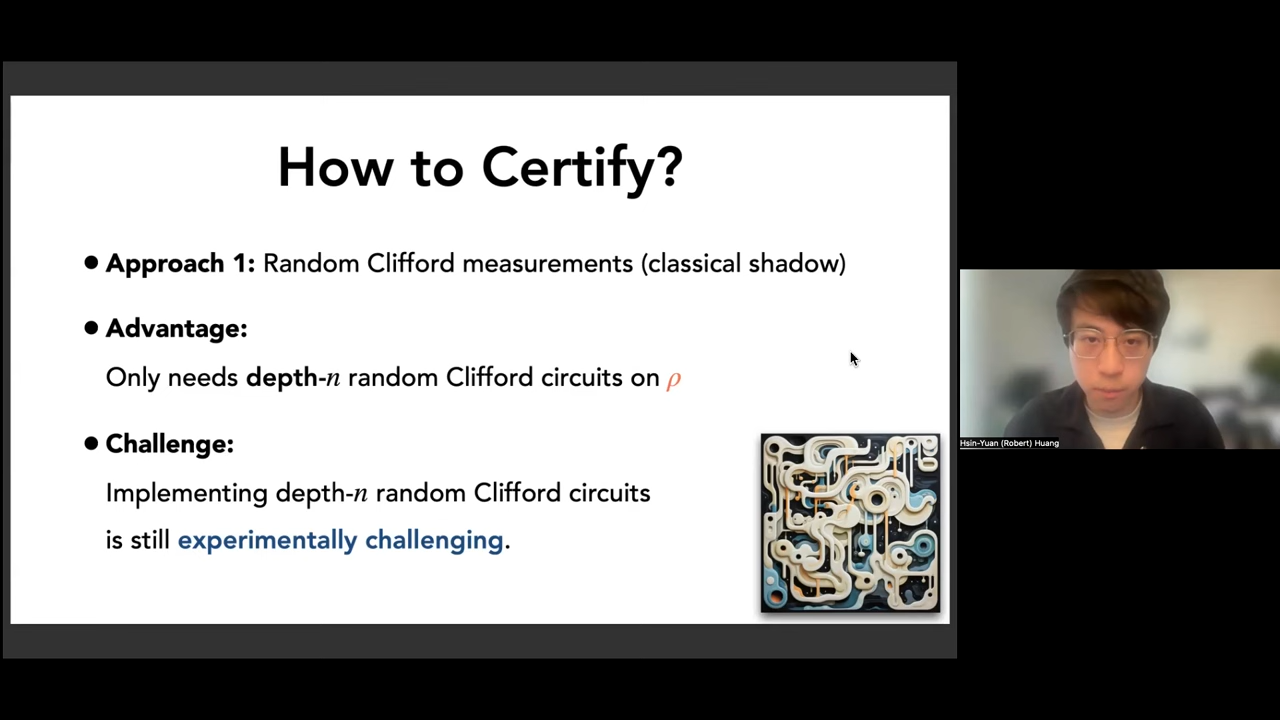 How to Certify?
● Approach 1: Random Clifford measurements (classical shadow)
● Advantage:
Only needs depth-n random Clifford circuits on ρ
● Challenge:
Implementing depth-n random Clifford circuits
is still experimentally challenging.
Hsin-Yuan (Robert) Huang